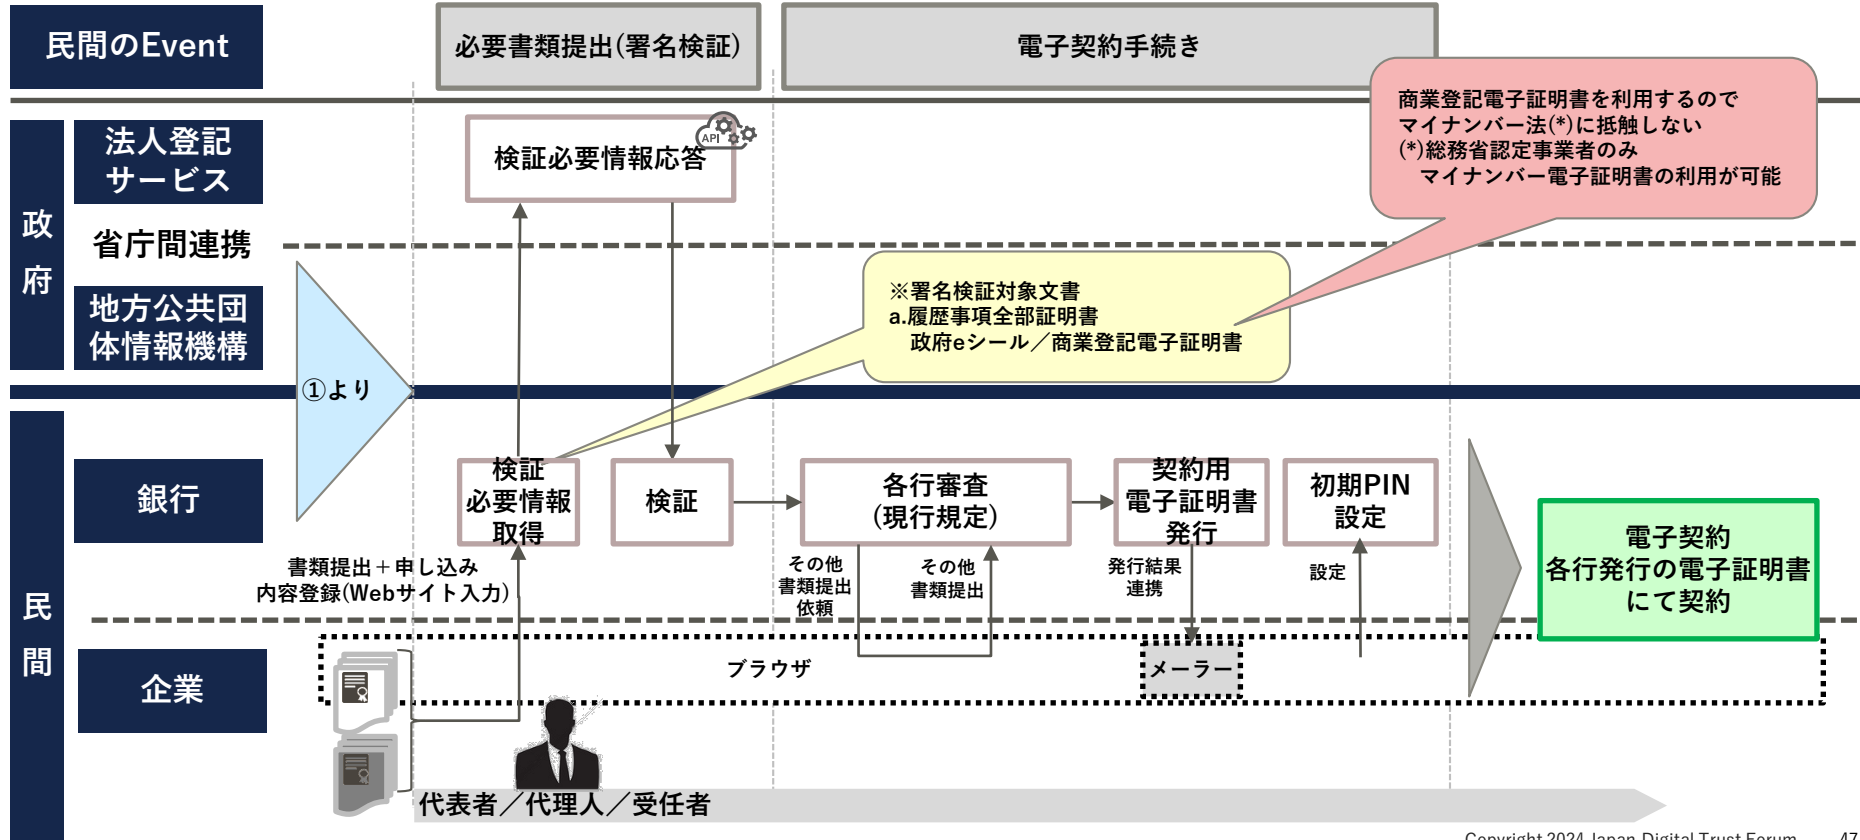 民間のEvent
必要書類提出(署名検証)
電子契約手続き
商業登記電子証明書を利用するので
マイナンバー法(*)に抵触しない
(*)総務省認定事業者のみ
マイナンバー電子証明書の利用が可能
政府
法人登記
サービス
検証必要情報応答
API
省庁間連携
地方公共団
体情報機構
※署名検証対象文書
a.履歴事項全部証明書
政府eシール／商業登記電子証明書
①より
民間
銀行
検証
必要情報
取得
検証
各行審査
(現行規定)
契約用
電子証明書
発行
初期PIN
設定
電子契約
各行発行の電子証明書
にて契約
書類提出＋申し込み
内容登録(Webサイト入力)
その他
書類提出
依頼
その他
書類提出
発行結果
連携
設定
企業
ブラウザ
メーラー
代表者／代理人／受任者